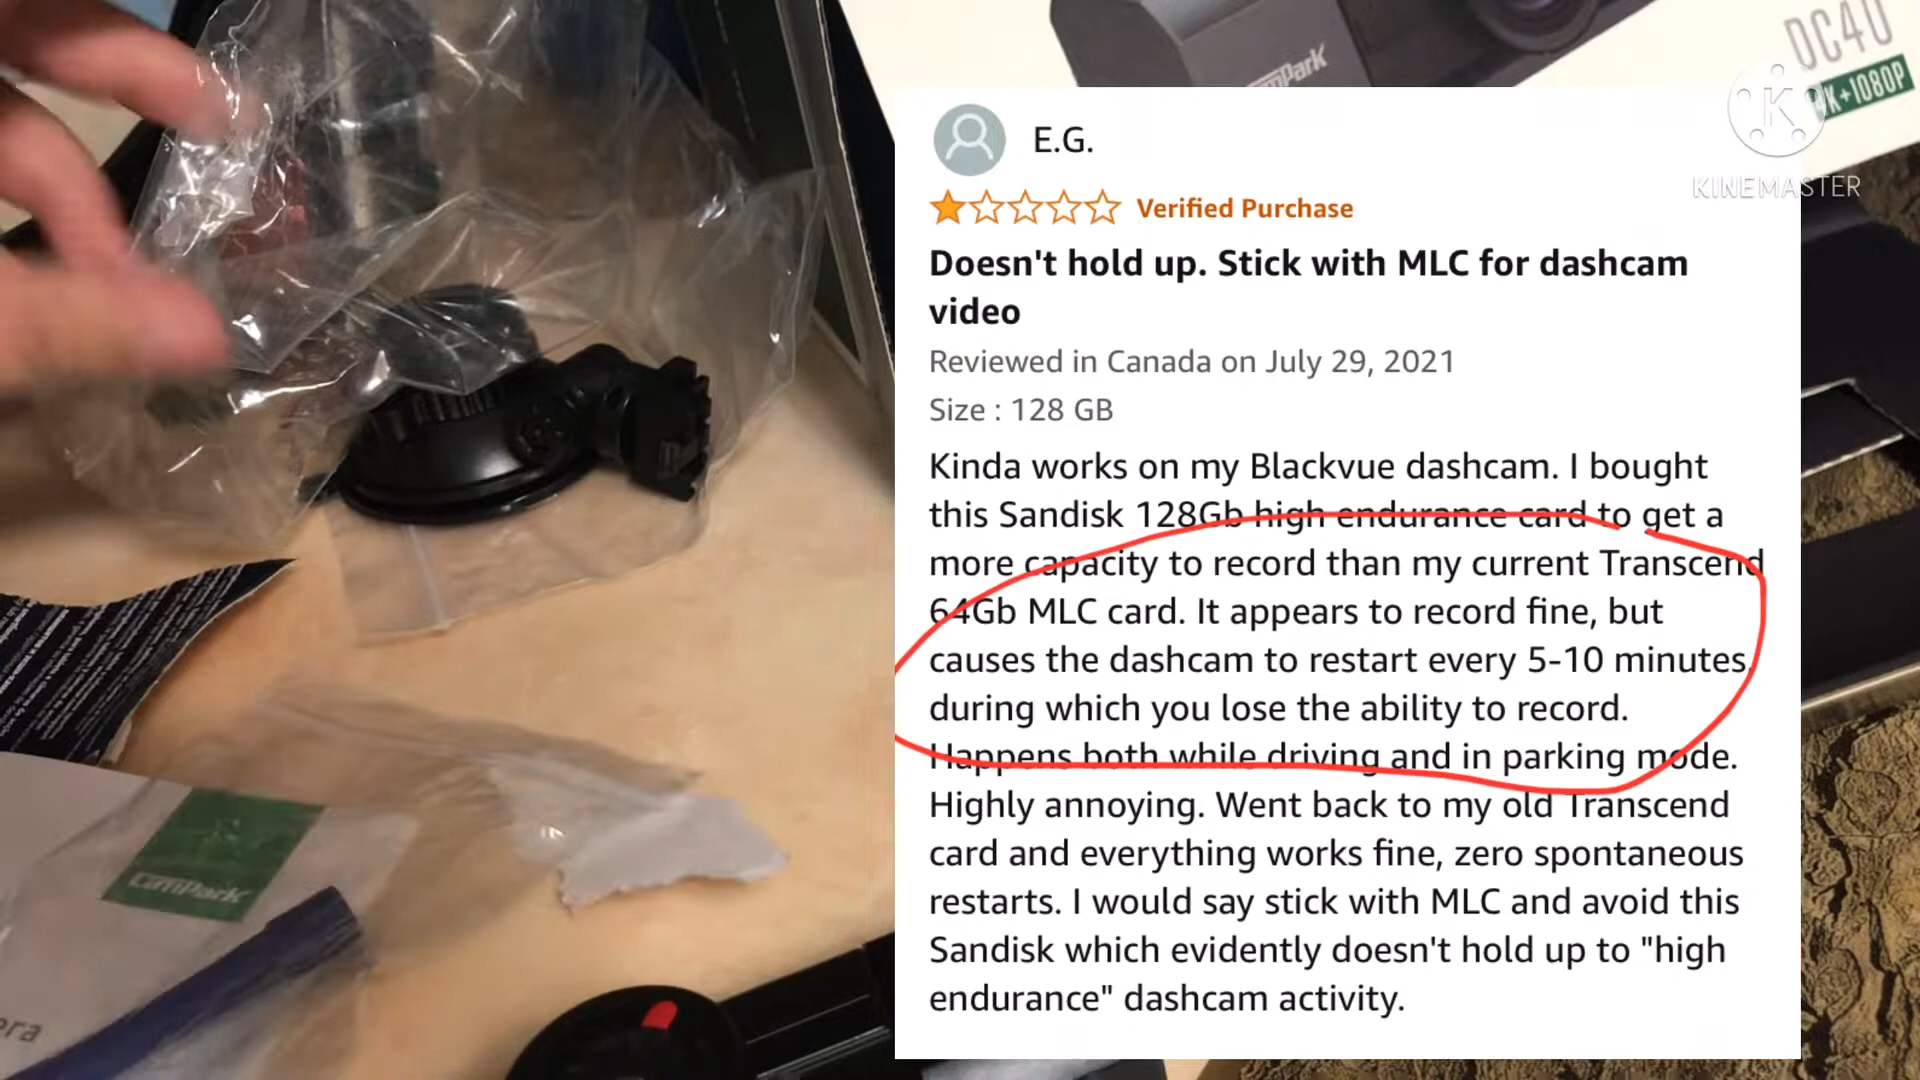 CamPark
DC40
4K+1080P
KINEMASTER
E.G.
Verified Purchase
Doesn't hold up. Stick with MLC for dashcam
video
Reviewed in Canada on July 29, 2021
Size : 128 GB
Kinda works on my Blackvue dashcam. I bought
this Sandisk 128Gb high endurance card to get a
more capacity to record than my current Transcend
64Gb MLC card. It appears to record fine, but
causes the dashcam to restart every 5-10 minutes,
during which you lose the ability to record.
Happens both while driving and in parking mode.
Highly annoying. Went back to my old Transcend
card and everything works fine, zero spontaneous
restarts. I would say stick with MLC and avoid this
Sandisk which evidently doesn't hold up to "high
endurance" dashcam activity.
CamPark